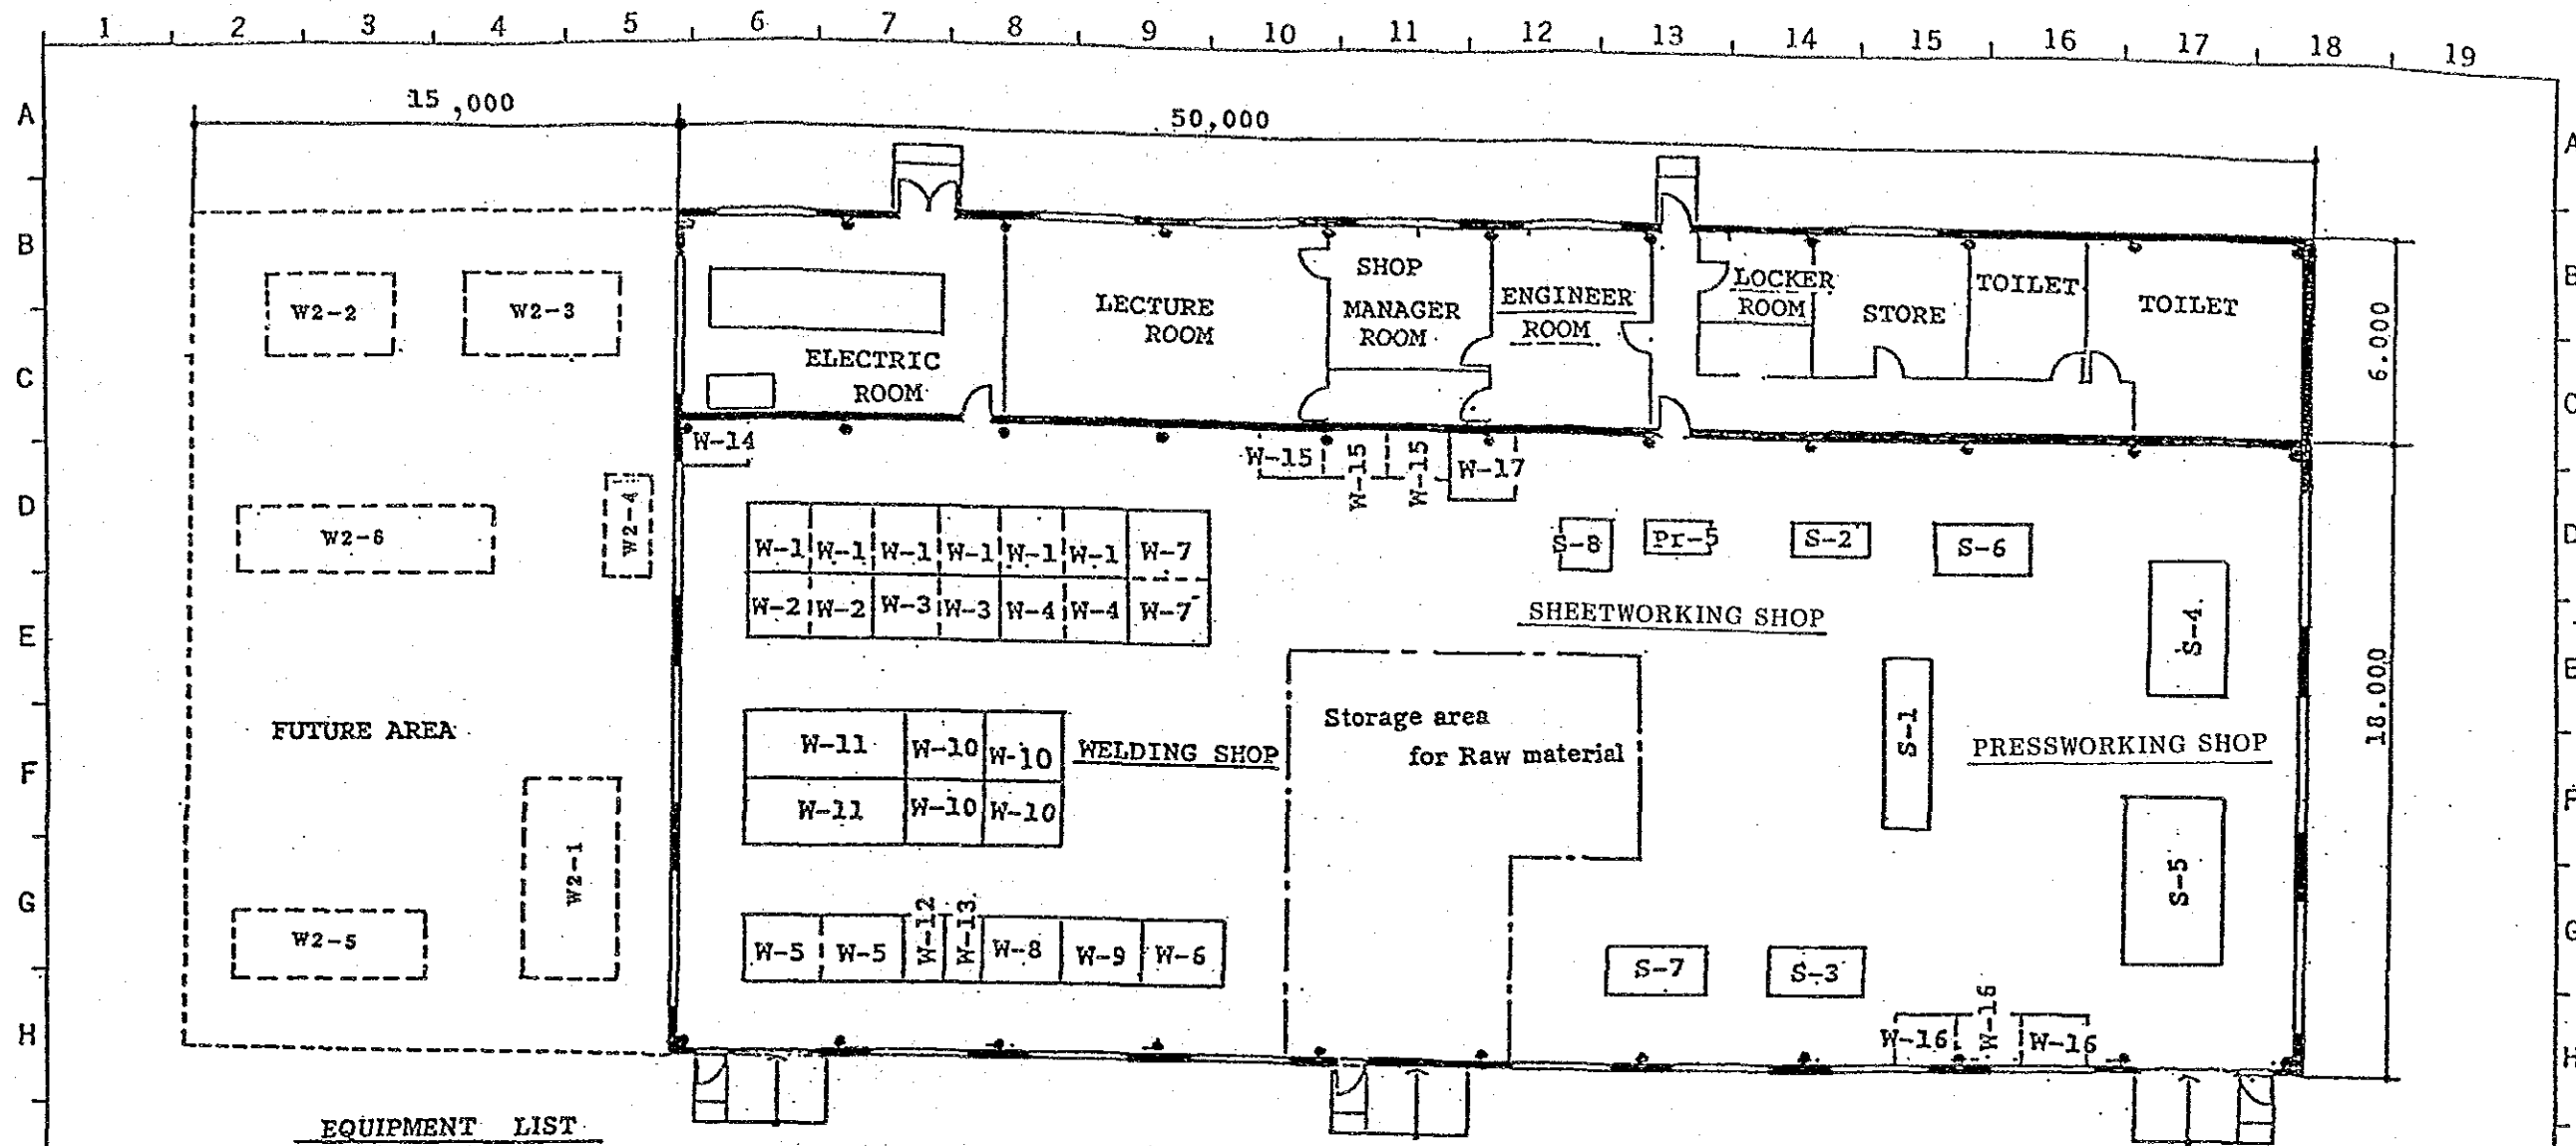 1 2 3 4 5 6 7 8 9 10 11 12 13 14 15 16 17 18 19
A
15,000
50,000
A
B
SHOP
MANAGER
ROOM
LECTURE
ROOM
ENGINEER
ROOM
LOCKER
ROOM
STORE
TOILET
TOILET
B
W2-2
W2-3
6.000
ELECTRIC
ROOM
C
C
W-14
W-15
W-15
W-15
W-17
D
W2-6
W2-4
S-8
Pr-5
S-2
S-6
D
W-1 W-1 W-1 W-1 W-1 W-1 W-7
W-2 W-2 W-3 W-3 W-4 W-4 W-7
SHEETWORKING SHOP
S-4
E
E
18.000
FUTURE AREA
W-11 W-10 W-10
WELDING SHOP
Storage area
for Raw material
S-1
PRESSWORKING SHOP
F
W-11 W-10 W-10
F
W2-1
S-5
G
W2-5
W-5 W-5 W-12 W-13 W-8 W-9 W-6
S-7
S-3
G
H
W-16 W-16 W-16
H
EQUIPMENT LIST